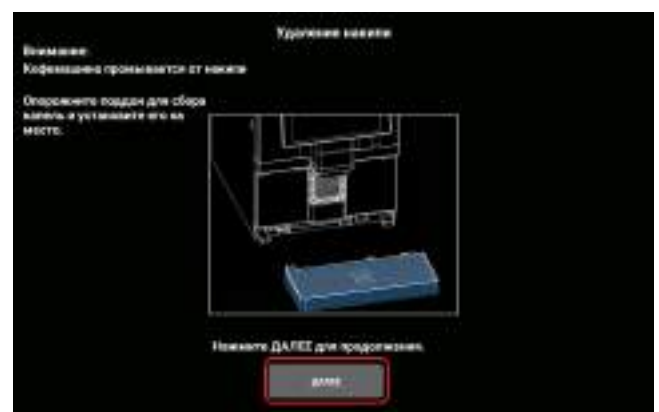 Удаление накипи
Внимание:
Кофемашина промывается от накипи
Опорожните поддон для сбора
капель и установите его на
место.
Нажмите ДАЛЕЕ для продолжения.
ДАЛЕЕ